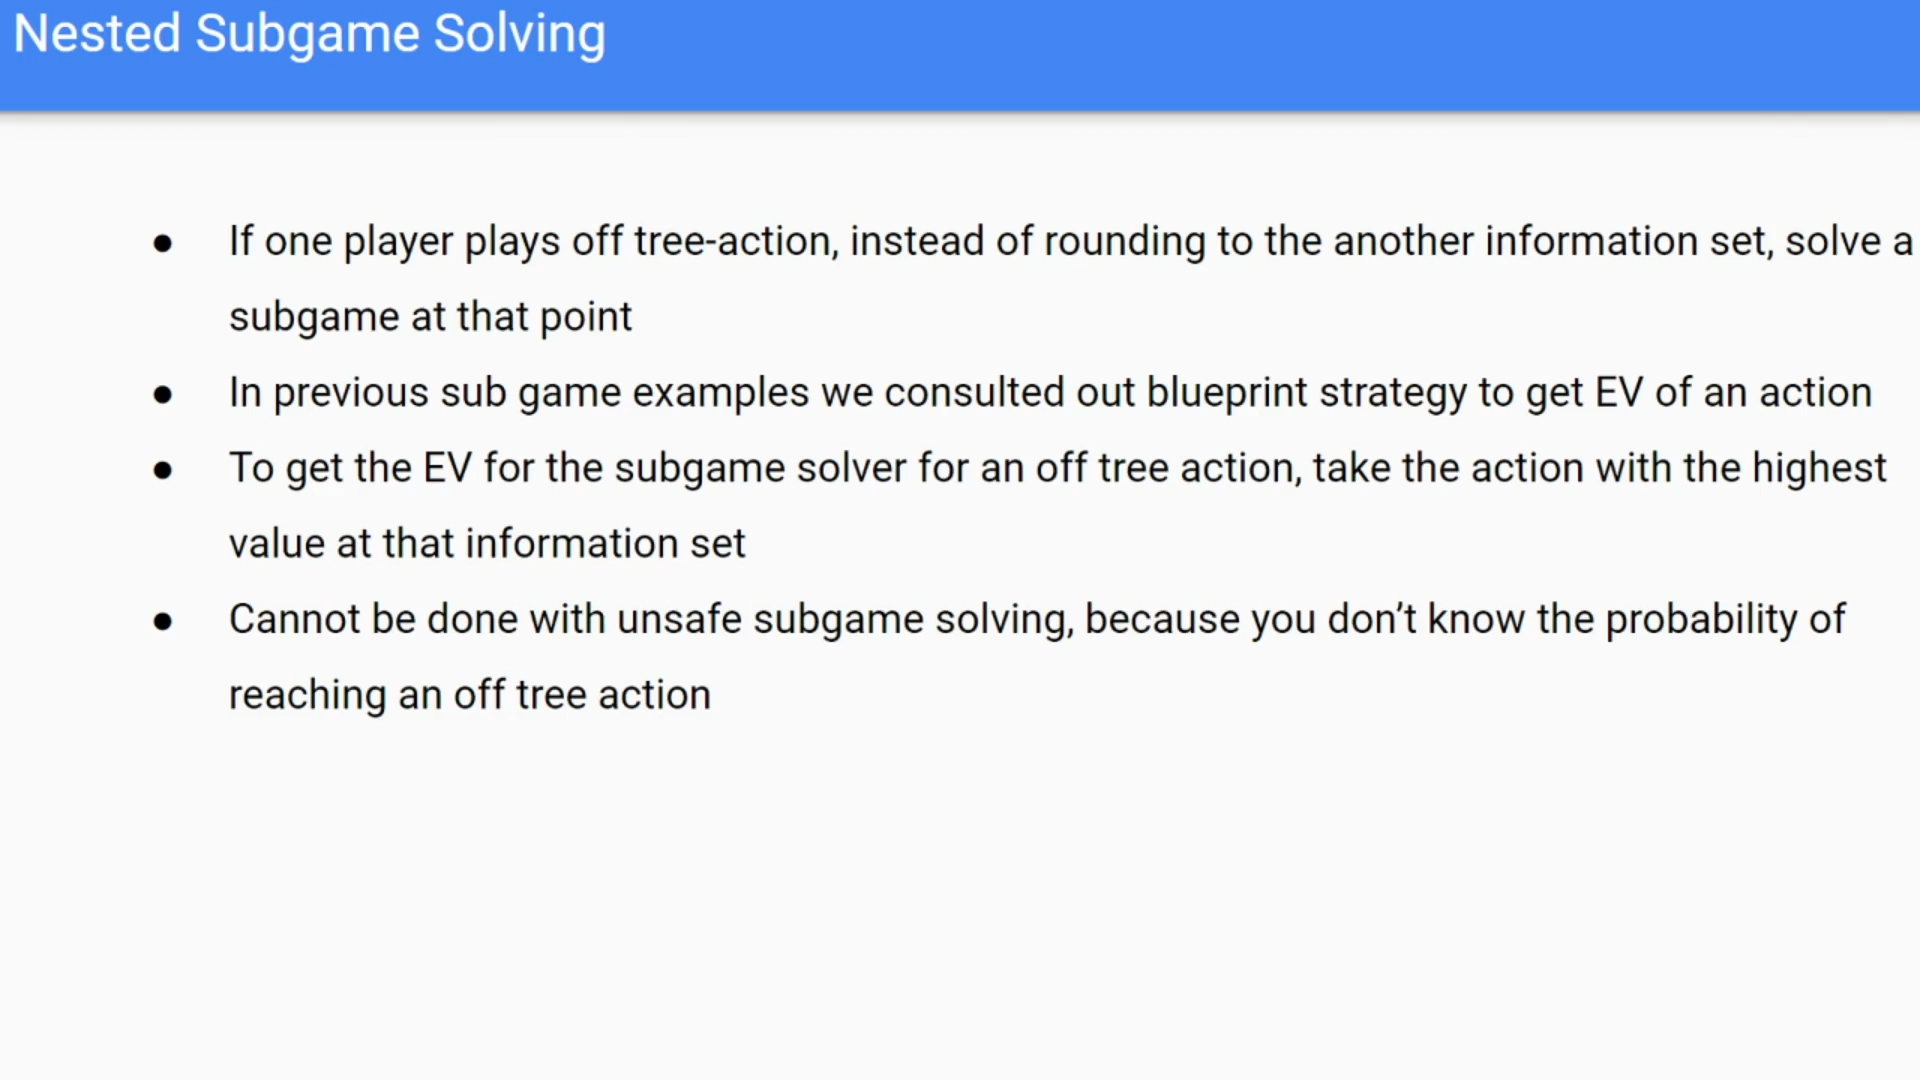 Nested Subgame Solving
● If one player plays off tree-action, instead of rounding to the another information set, solve a
subgame at that point
● In previous sub game examples we consulted out blueprint strategy to get EV of an action
● To get the EV for the subgame solver for an off tree action, take the action with the highest
value at that information set
● Cannot be done with unsafe subgame solving, because you don’t know the probability of
reaching an off tree action